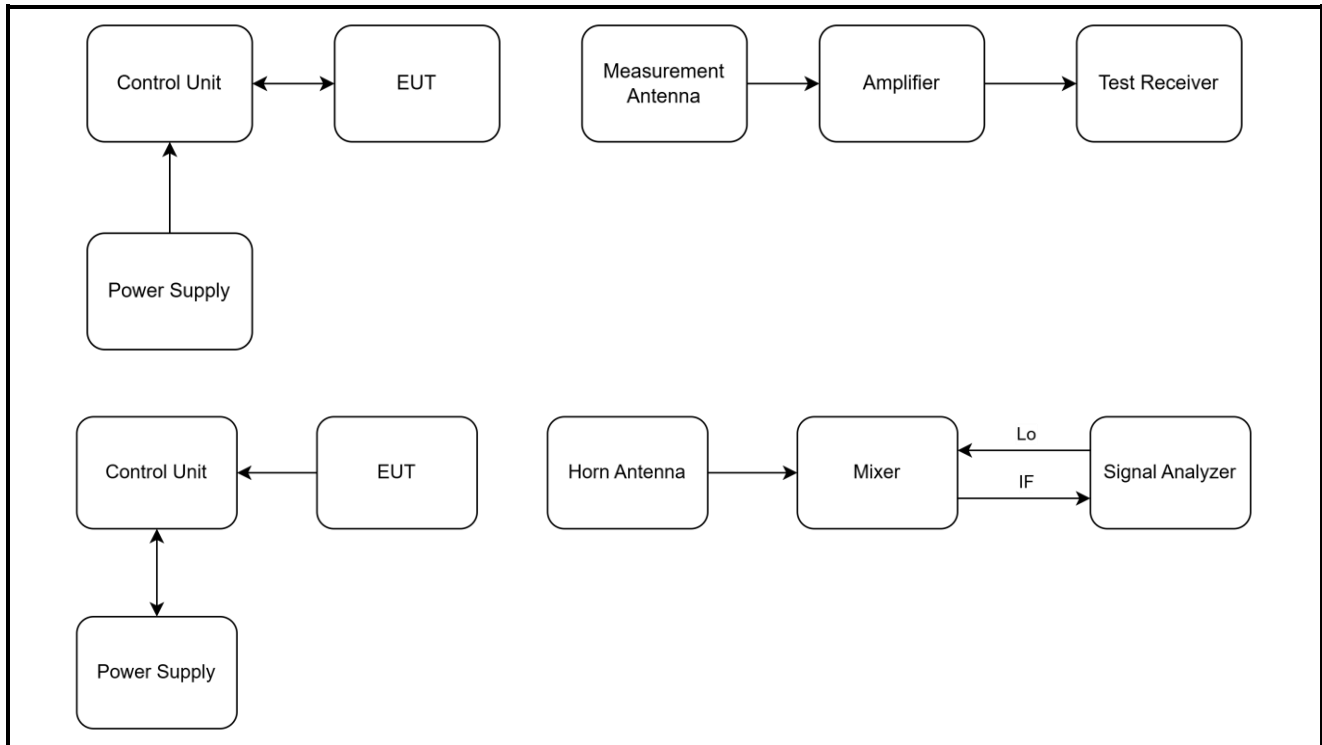 Control Unit
EUT
Measurement
Antenna
Amplifier
Test Receiver
Power Supply
Control Unit
EUT
Horn Antenna
Mixer
Lo
IF
Signal Analyzer
Power Supply